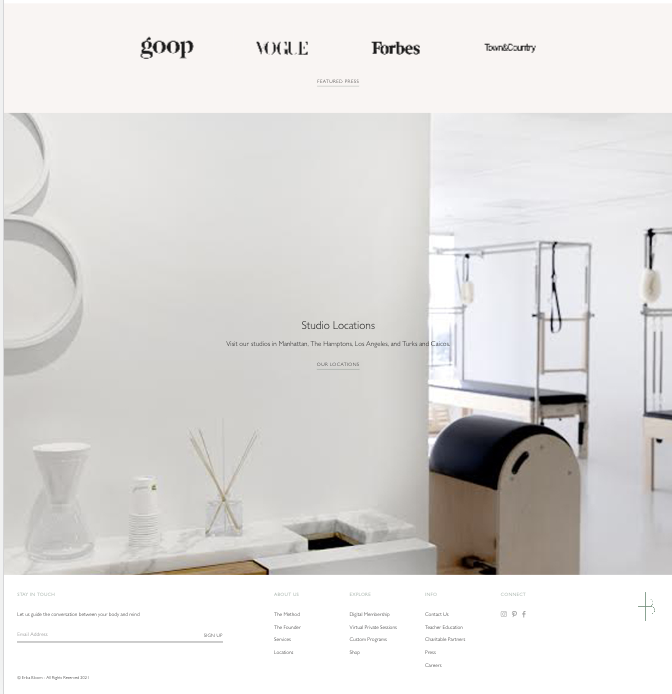 goop VOGUE Forbes Town&Country
FEATURED PRESS
Studio Locations
Visit our studios in Manhattan, The Hamptons, Los Angeles, and Turks and Caicos.
OUR LOCATIONS
STAY IN TOUCH
Let us guide the conversation between your body and mind
Email Address SIGN UP
ABOUT US
The Method
The Founder
Services
Locations
EXPLORE
Digital Membership
Virtual Private Sessions
Custom Programs
Shop
INFO
Contact Us
Teacher Education
Charitable Partners
Press
Careers
CONNECT
© Erika Bloom - All Rights Reserved 2021